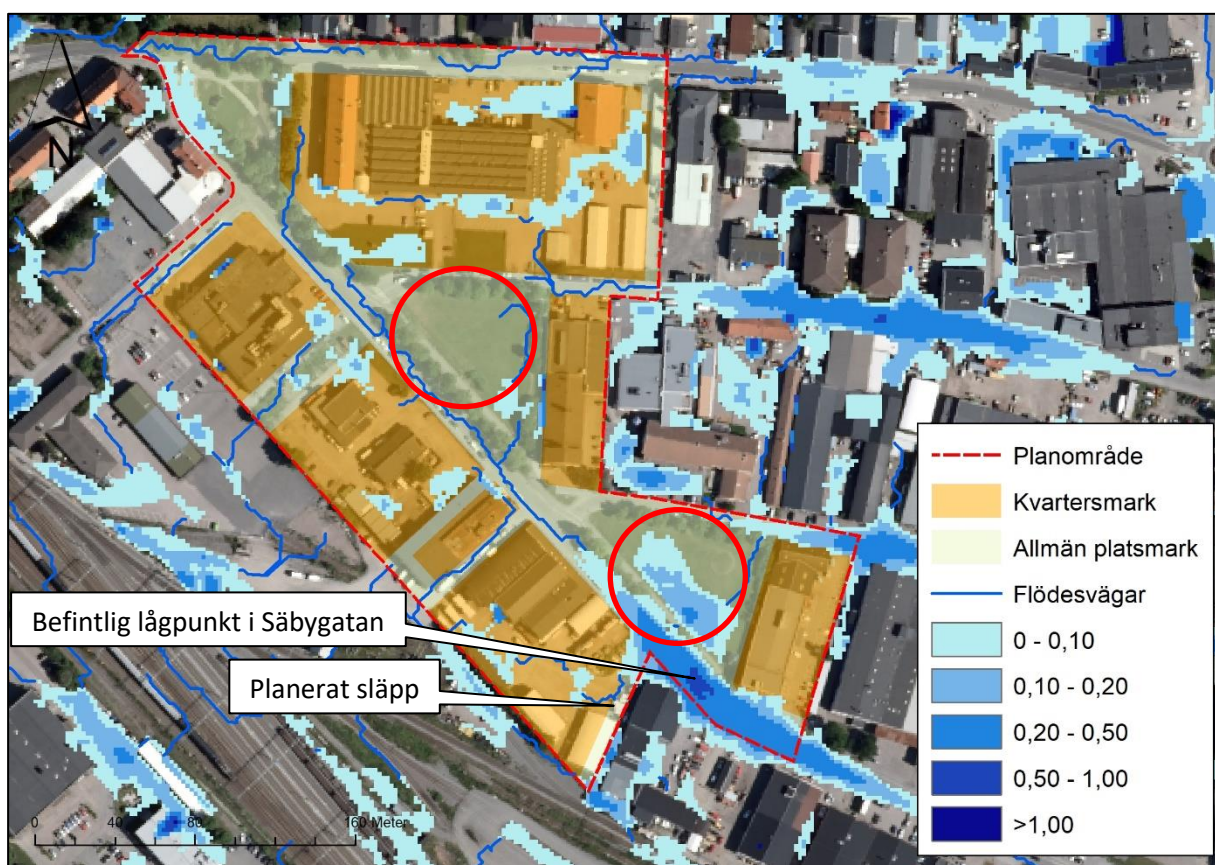 N
Befintlig lågpunkt i Säbygatan
Planerat släpp
0 40 80 160 Meter
Planområde
Kvartersmark
Allmän platsmark
Flödesvägar
0 - 0,10
0,10 - 0,20
0,20 - 0,50
0,50 - 1,00
>1,00